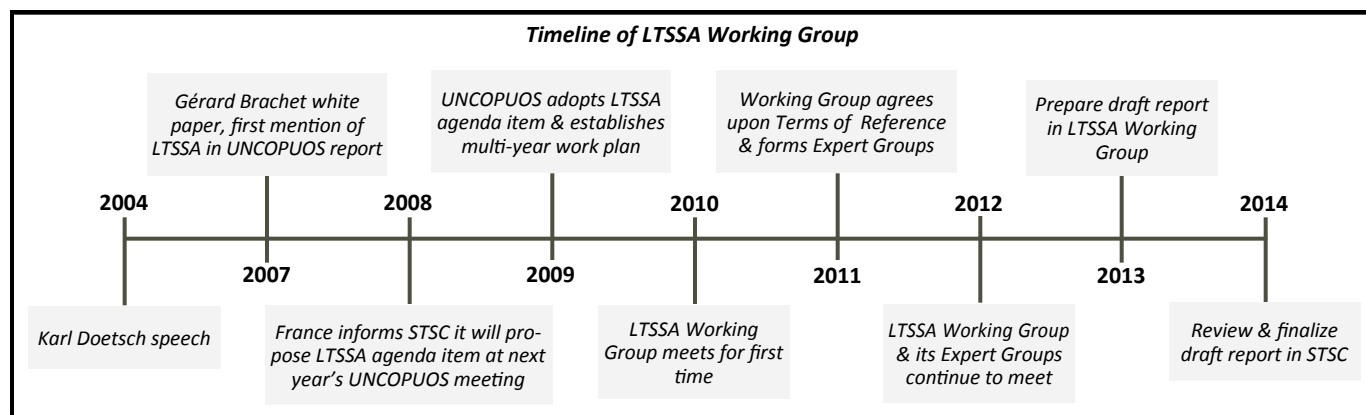 Timeline of LTSSA Working Group
Gérard Brachet white
paper, first mention of
LTSSA in UNCOPUOS report
UNCOPUOS adopts LTSSA
agenda item & establishes
multi-year work plan
Working Group agrees
upon Terms of Reference
& forms Expert Groups
Prepare draft report
in LTSSA Working
Group
2004
2008
2010
2012
2014
2007
2009
2011
2013
Karl Doetsch speech
France informs STSC it will pro-
pose LTSSA agenda item at next
year's UNCOPUOS meeting
LTSSA Working
Group meets for first
time
LTSSA Working Group
& its Expert Groups
continue to meet
Review & finalize
draft report in STSC